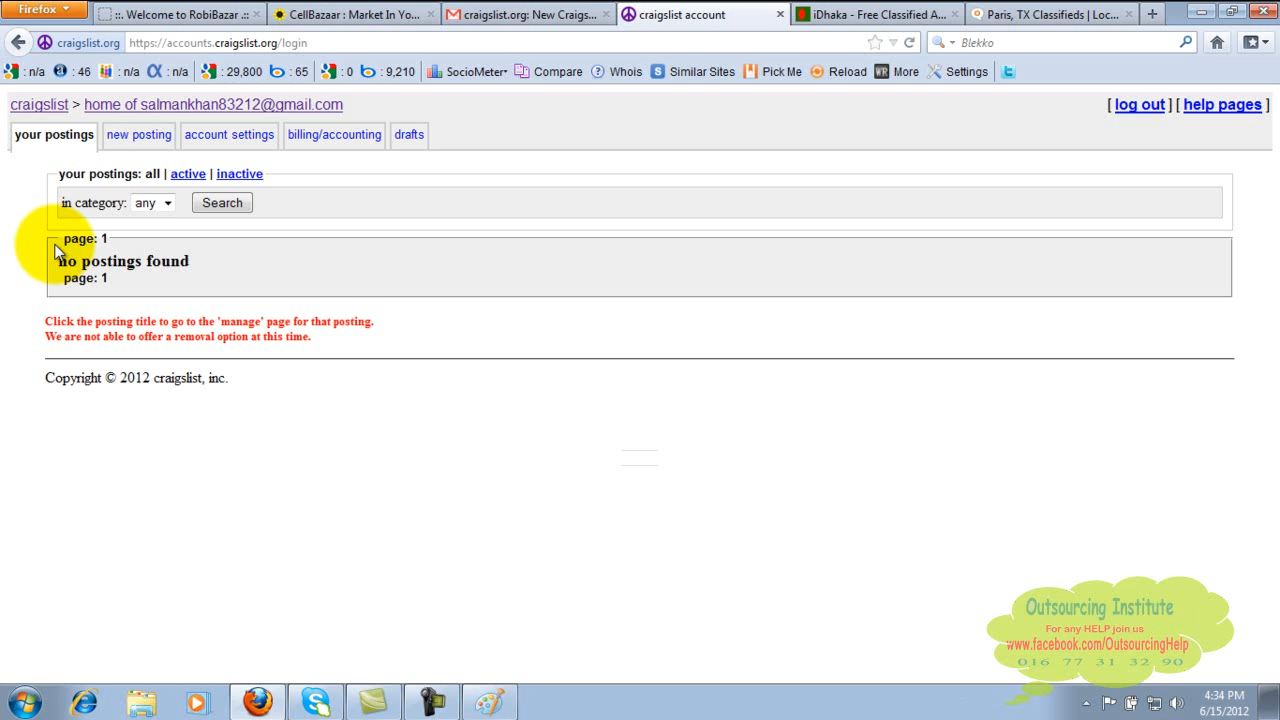 Firefox
::. Welcome to RobiBazar ...
CellBazaar : Market In Yo...
craigslist.org: New Craigs...
craigslist account
iDhaka - Free Classified A...
Paris, TX Classifieds | Loc...
craigslist.org
https://accounts.craigslist.org/login
Blekko
: n/a : 46 : n/a : n/a : 29,800 : 65 : 0 : 9,210 SocioMeter Compare Whois Similar Sites Pick Me Reload More Settings
craigslist > home of salmankhan83212@gmail.com
[ log out ] [ help pages ]
your postings new posting account settings billing/accounting drafts
your postings: all | active | inactive
in category: any Search
page: 1
no postings found
page: 1
Click the posting title to go to the 'manage' page for that posting.
We are not able to offer a removal option at this time.
Copyright © 2012 craigslist, inc.
Outsourcing Institute
For any HELP join us
www.facebook.com/OutsourcingHelp
016 77 31 32 90
4:34 PM
6/15/2012